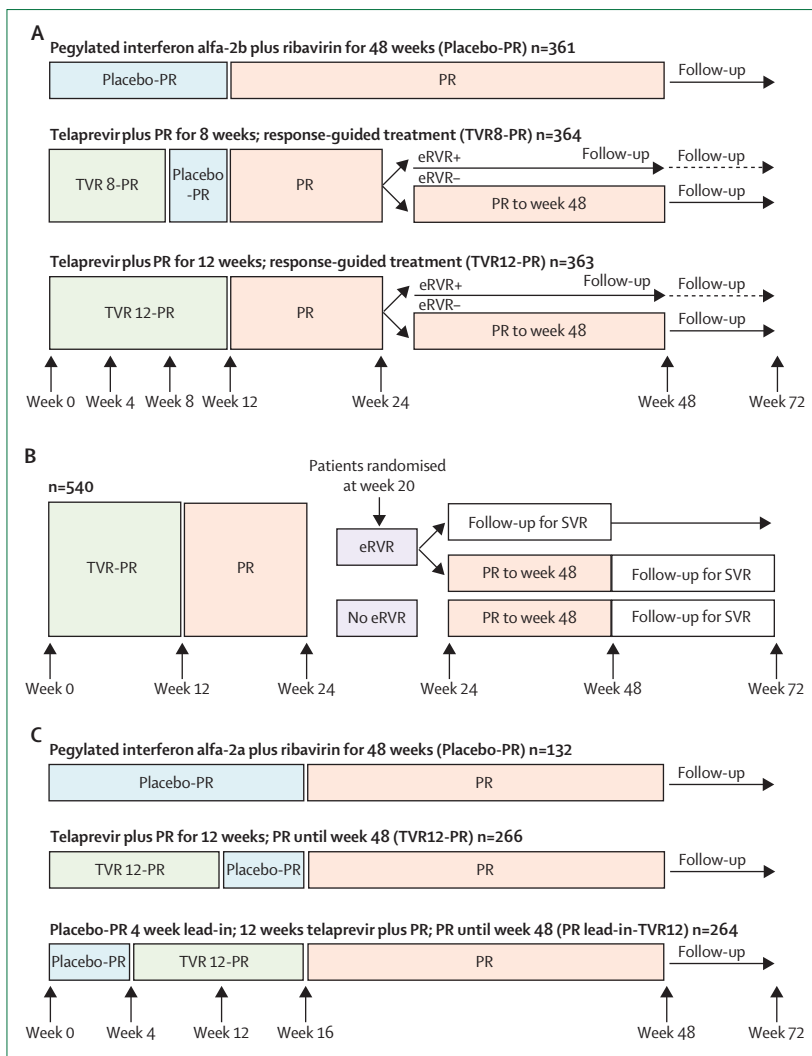 A
Pegylated interferon alfa-2b plus ribavirin for 48 weeks (Placebo-PR) n=361
Placebo-PR
PR
Follow-up
Telaprevir plus PR for 8 weeks; response-guided treatment (TVR8-PR) n=364
TVR 8-PR
Placebo
-PR
PR
eRVR+
Follow-up
Follow-up
eRVR–
PR to week 48
Follow-up
Telaprevir plus PR for 12 weeks; response-guided treatment (TVR12-PR) n=363
TVR 12-PR
PR
eRVR+
Follow-up
Follow-up
eRVR–
PR to week 48
Follow-up
Week 0
Week 4
Week 8
Week 12
Week 24
Week 48
Week 72
B
n=540
Patients randomised
at week 20
TVR-PR
PR
eRVR
Follow-up for SVR
PR to week 48
Follow-up for SVR
No eRVR
PR to week 48
Follow-up for SVR
Week 0
Week 12
Week 24
Week 24
Week 48
Week 72
C
Pegylated interferon alfa-2a plus ribavirin for 48 weeks (Placebo-PR) n=132
Placebo-PR
PR
Follow-up
Telaprevir plus PR for 12 weeks; PR until week 48 (TVR12-PR) n=266
TVR 12-PR
Placebo-PR
PR
Follow-up
Placebo-PR 4 week lead-in; 12 weeks telaprevir plus PR; PR until week 48 (PR lead-in-TVR12) n=264
Placebo-PR
TVR 12-PR
PR
Follow-up
Week 0
Week 4
Week 12
Week 16
Week 48
Week 72